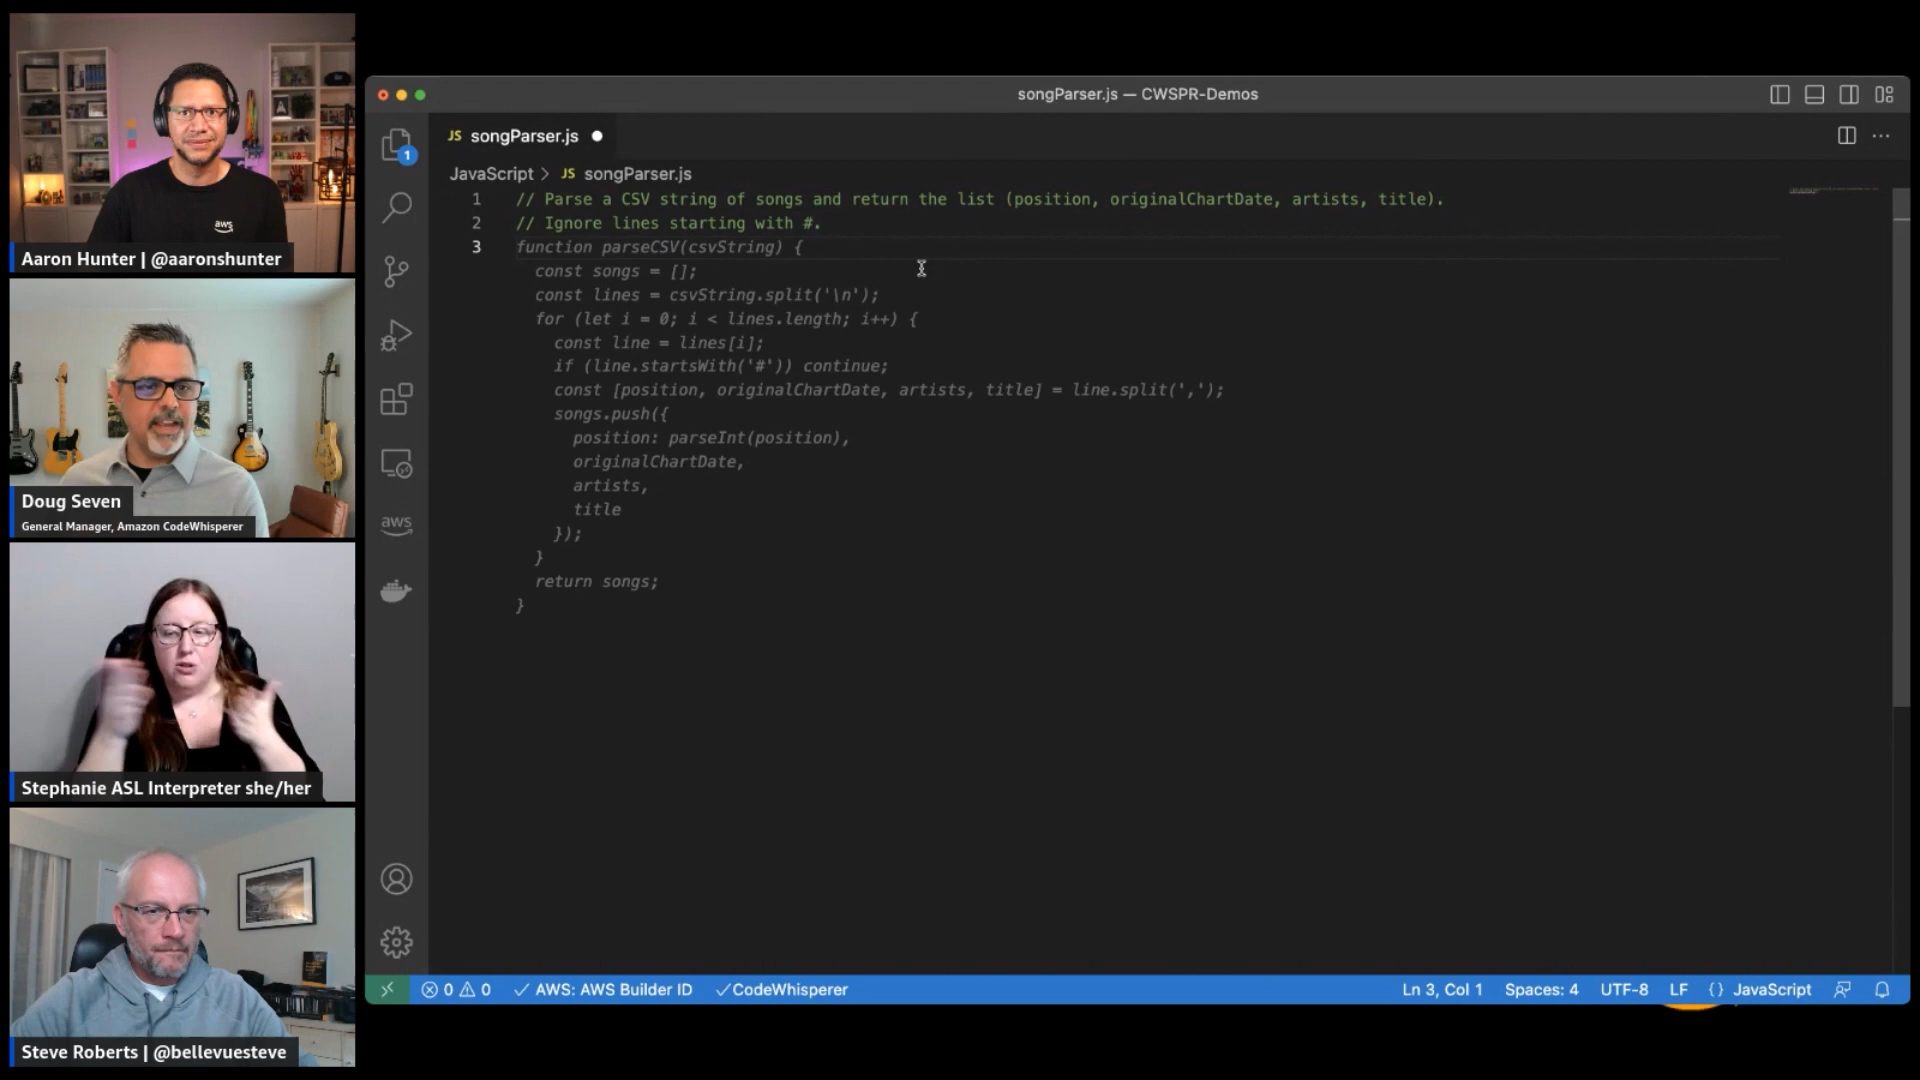 aws
Aaron Hunter | @aaronshunter
Doug Seven
General Manager, Amazon CodeWhisperer
Stephanie ASL Interpreter she/her
Steve Roberts | @bellevuesteve
songParser.js — CWSPR-Demos
JS songParser.js
1
JavaScript > JS songParser.js
1 // Parse a CSV string of songs and return the list (position, originalChartDate, artists, title).
2 // Ignore lines starting with #.
3 function parseCSV(csvString) {
const songs = [];
const lines = csvString.split('\n');
for (let i = 0; i < lines.length; i++) {
const line = lines[i];
if (line.startsWith('#')) continue;
const [position, originalChartDate, artists, title] = line.split(',');
songs.push({
position: parseInt(position),
originalChartDate,
artists,
title
});
}
return songs;
}
aws
0 0 AWS: AWS Builder ID CodeWhisperer Ln 3, Col 1 Spaces: 4 UTF-8 LF {} JavaScript